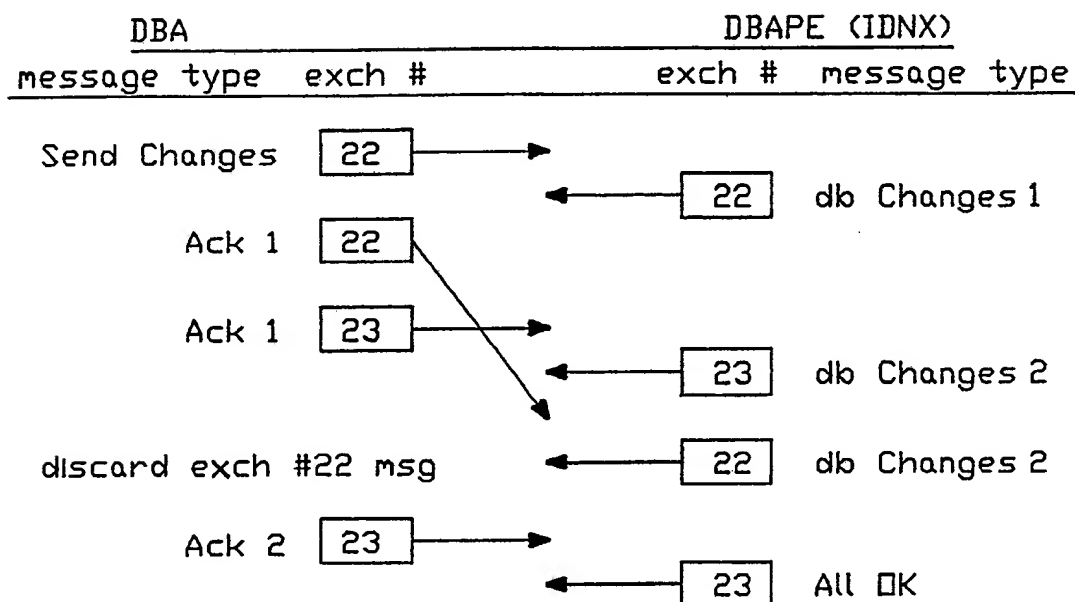 DBA DBAPE (IDNX)
message type exch # exch # message type
Send Changes 22
22 db Changes 1
Ack 1 22
Ack 1 23
23 db Changes 2
discard exch #22 msg 22 db Changes 2
Ack 2 23
23 All OK